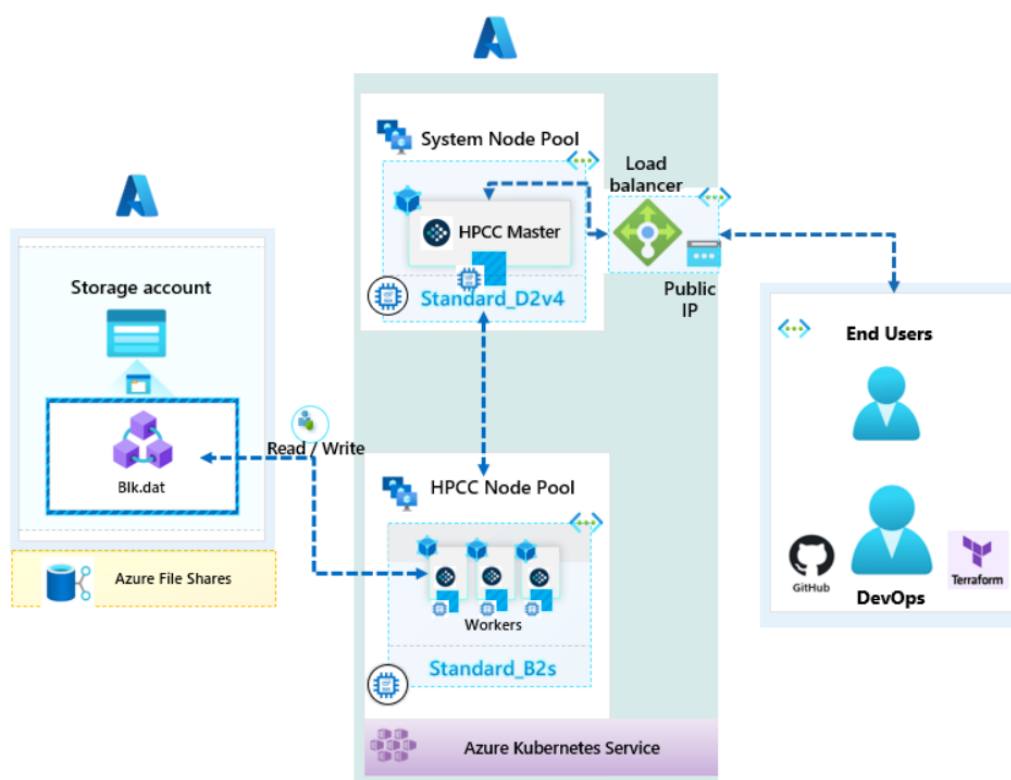 System Node Pool
Load
balancer
HPCC Master
Standard_D2v4
Public
IP
Storage account
Blk.dat
Azure File Shares
Read / Write
HPCC Node Pool
Workers
Standard_B2s
Azure Kubernetes Service
End Users
GitHub
DevOps
Terraform